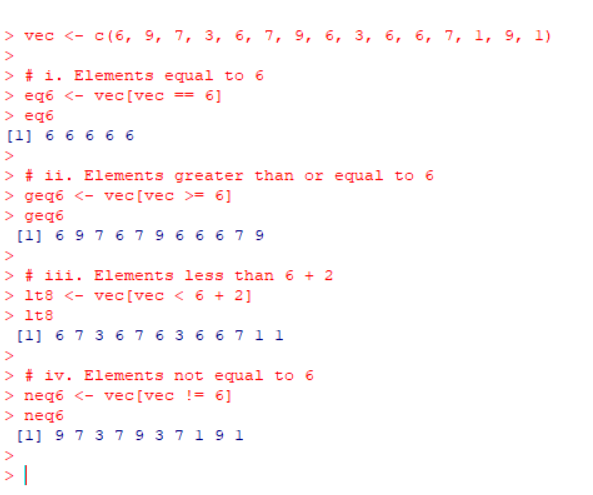 > vec <- c(6, 9, 7, 3, 6, 7, 9, 6, 3, 6, 6, 7, 1, 9, 1)
>
> # i. Elements equal to 6
> eq6 <- vec[vec == 6]
> eq6
[1] 6 6 6 6 6
>
> # ii. Elements greater than or equal to 6
> geq6 <- vec[vec >= 6]
> geq6
 [1] 6 9 7 6 7 9 6 6 6 7 9
>
> # iii. Elements less than 6 + 2
> lt8 <- vec[vec < 6 + 2]
> lt8
 [1] 6 7 3 6 7 6 3 6 6 7 1 1
>
> # iv. Elements not equal to 6
> neq6 <- vec[vec != 6]
> neq6
 [1] 9 7 3 7 9 3 7 1 9 1
>
>